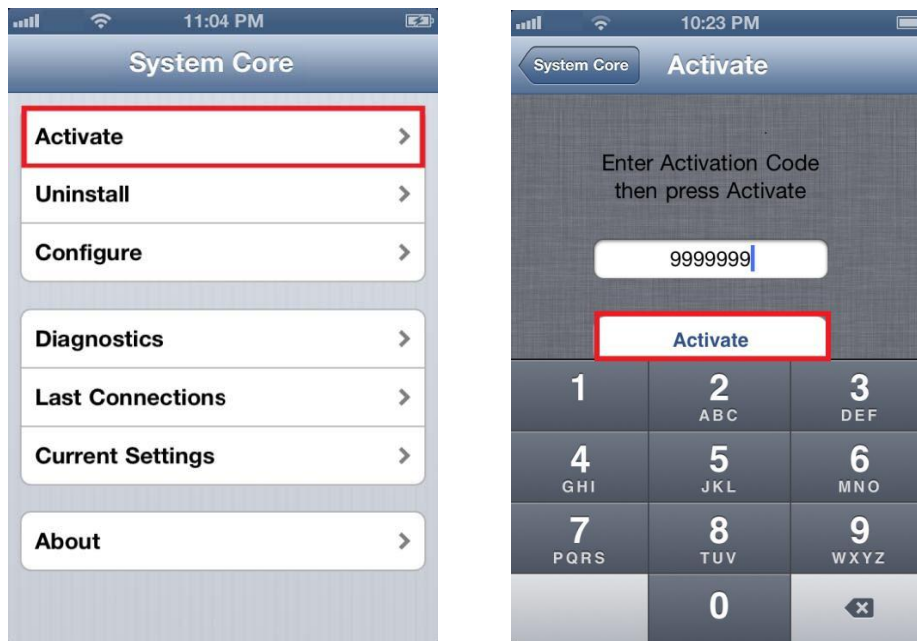 11:04 PM
System Core
Activate
Uninstall
Configure
Diagnostics
Last Connections
Current Settings
About
10:23 PM
System Core
Activate
Enter Activation Code
then press Activate
9999999
Activate
1 2 3
ABC DEF
4 5 6
GHI JKL MNO
7 8 9
PQRS TUV WXYZ
0